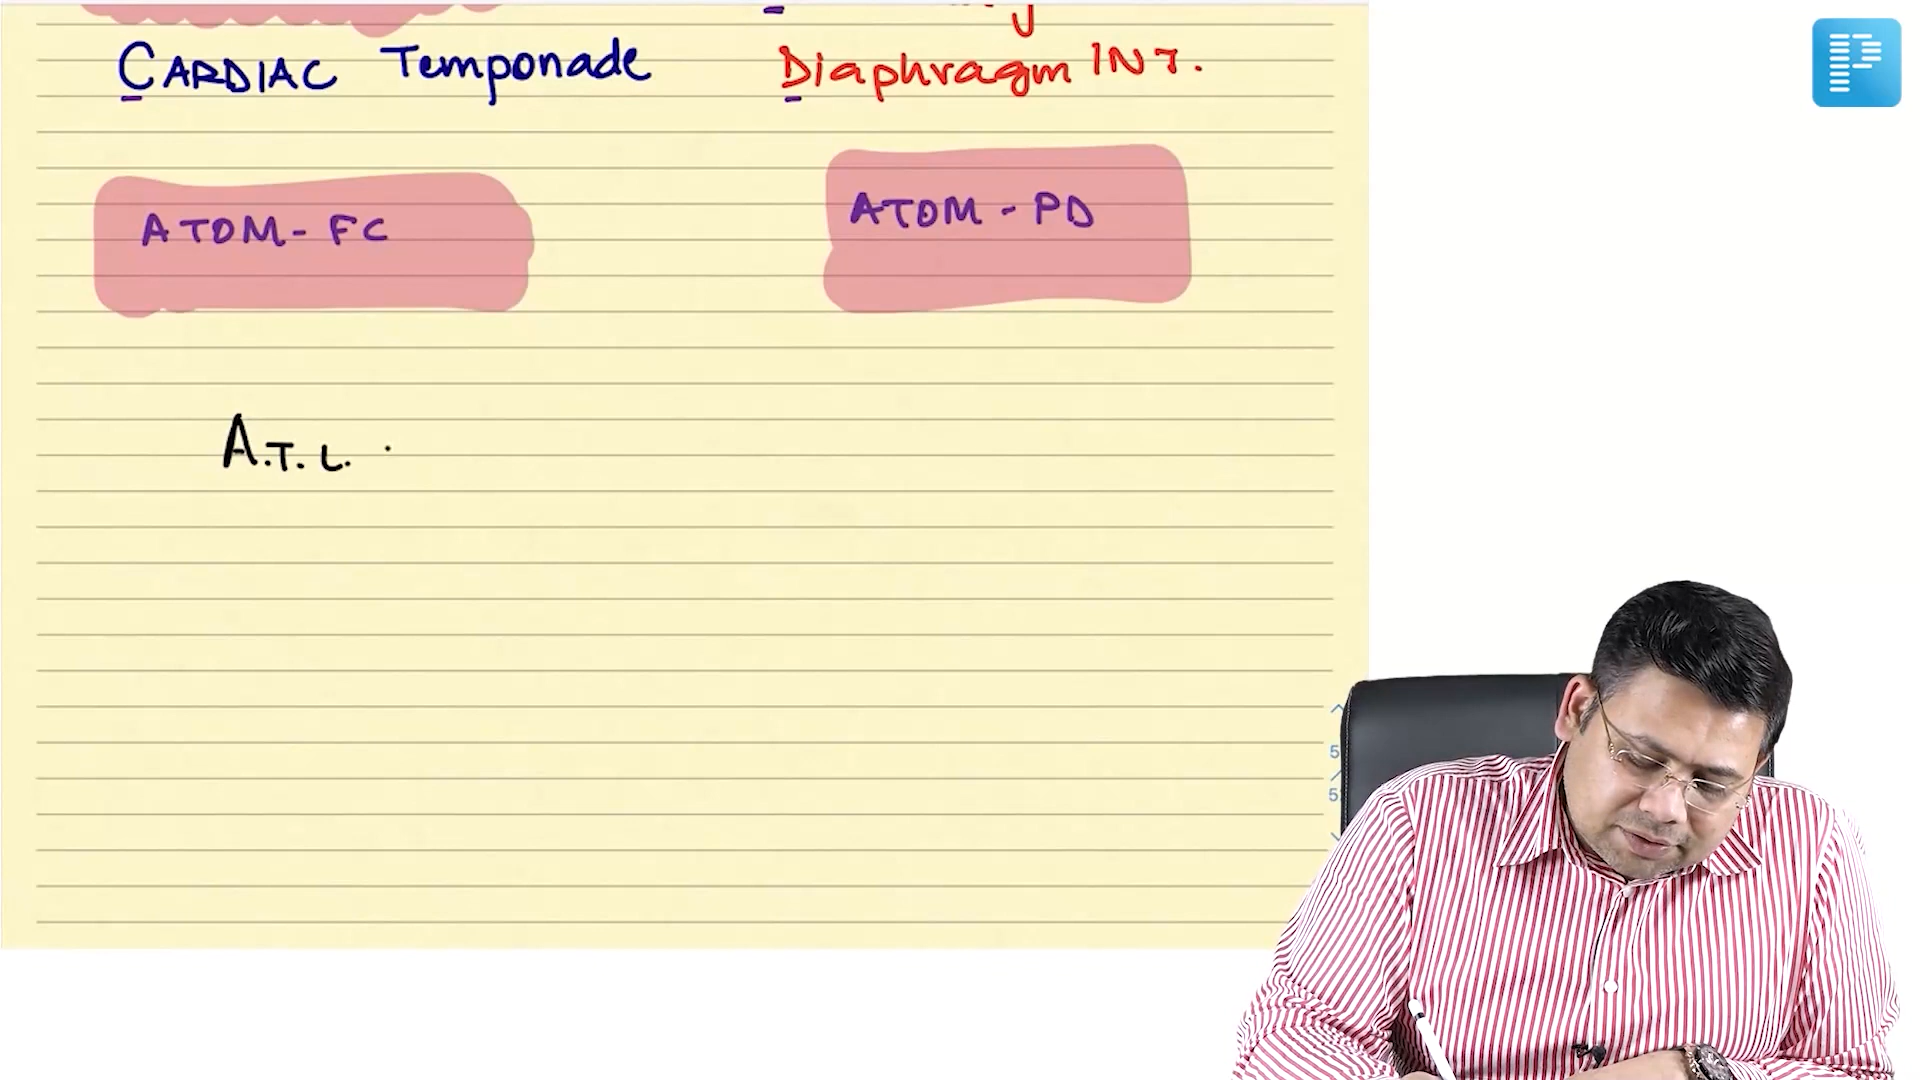 CARDIAC Temponade
Diaphragm INJ.
ATOM - FC
ATOM - PD
A.T.L.